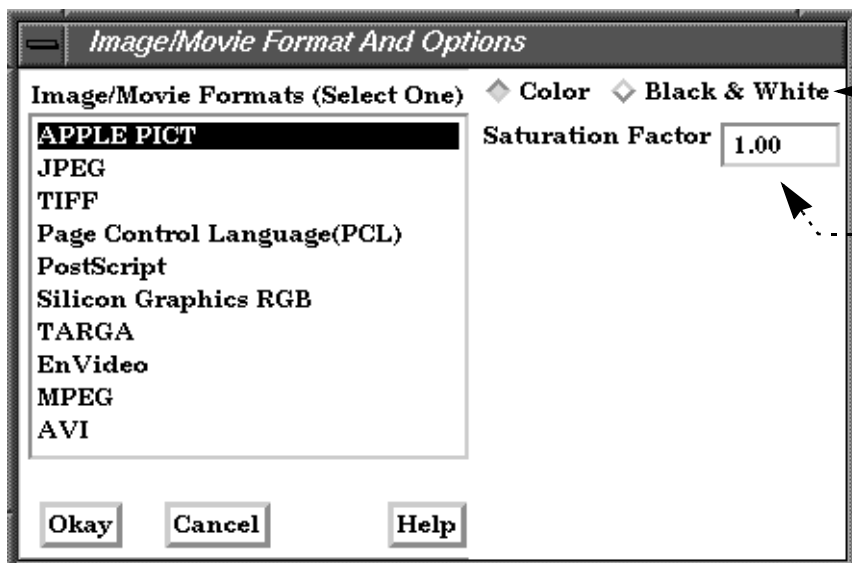 Image/Movie Format And Options
Image/Movie Formats (Select One)
Color Black & White
APPLE PICT
JPEG
TIFF
Page Control Language(PCL)
PostScript
Silicon Graphics RGB
TARGA
EnVideo
MPEG
AVI
Saturation Factor 1.00
Okay Cancel Help